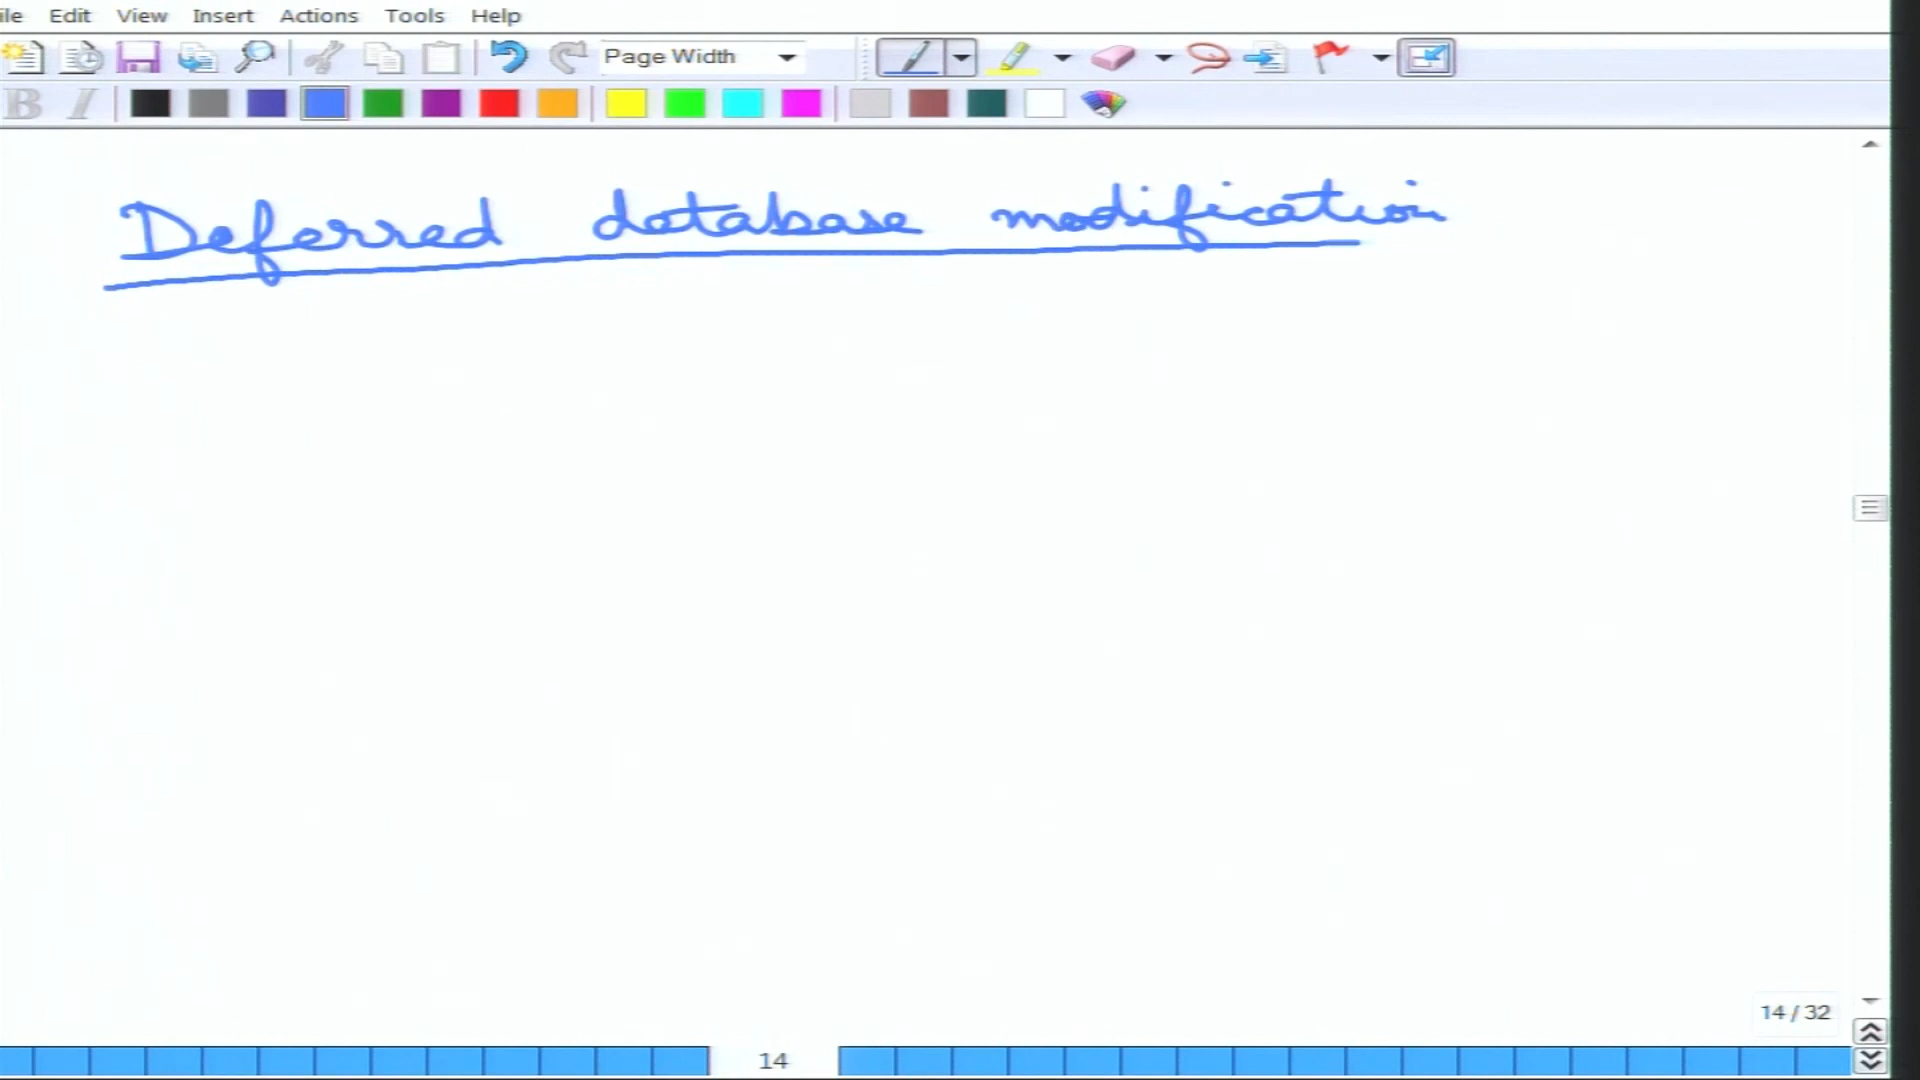 ile Edit View Insert Actions Tools Help
Page Width
B I
Deferred database modification
14 / 32
14